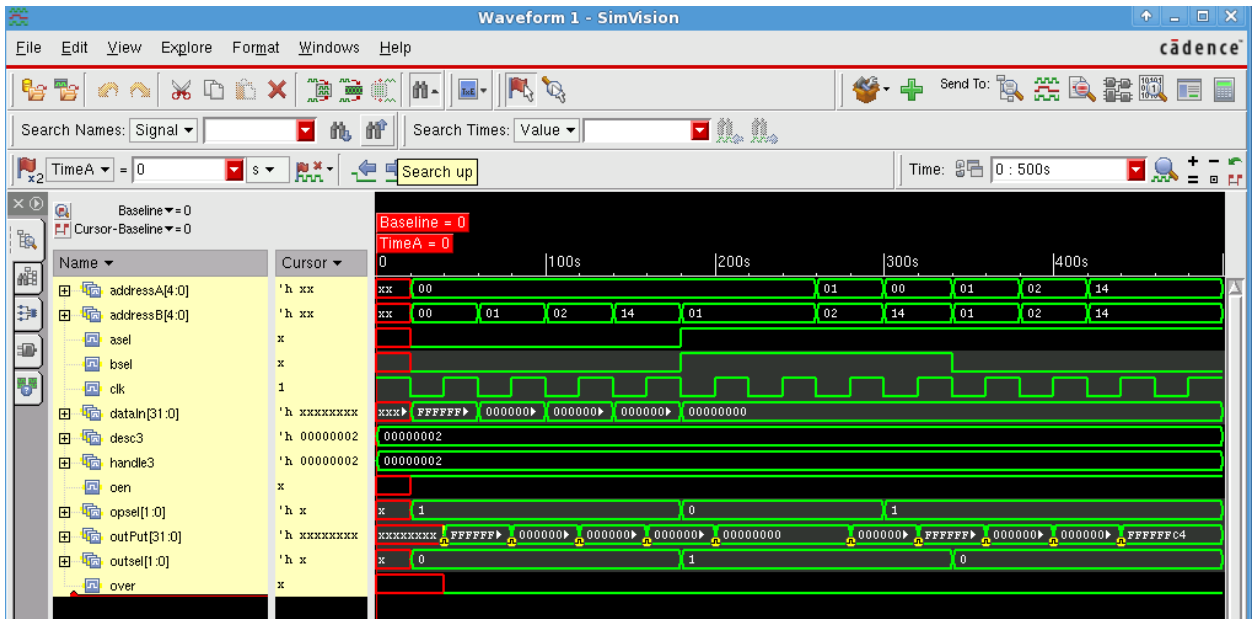 Waveform 1 - SimVision
File Edit View Explore Format Windows Help cādence
Send To:
Search Names: Signal Search Times: Value
x2 TimeA = 0 s Search up Time: 0 : 500s
Baseline = 0
Cursor-Baseline = 0
Baseline = 0
TimeA = 0
Name Cursor 0 100s 200s 300s 400s
addressA[4:0] 'h xx xx 00 01 00 01 02 14
addressB[4:0] 'h xx xx 00 01 02 14 01 02 14 01 02 14
asel x
bsel x
clk 1
dataIn[31:0] 'h xxxxxxxx xxx FFFFFF 000000 000000 000000 00000000
desc3 'h 00000002 00000002
handle3 'h 00000002 00000002
oen x
opsel[1:0] 'h x x 1 0 1
outPut[31:0] 'h xxxxxxxx xxxxxxxx FFFFFF 000000 000000 000000 00000000 000000 FFFFFF 000000 000000 FFFFFFC4
outsel[1:0] 'h x x 0 1 0
over x